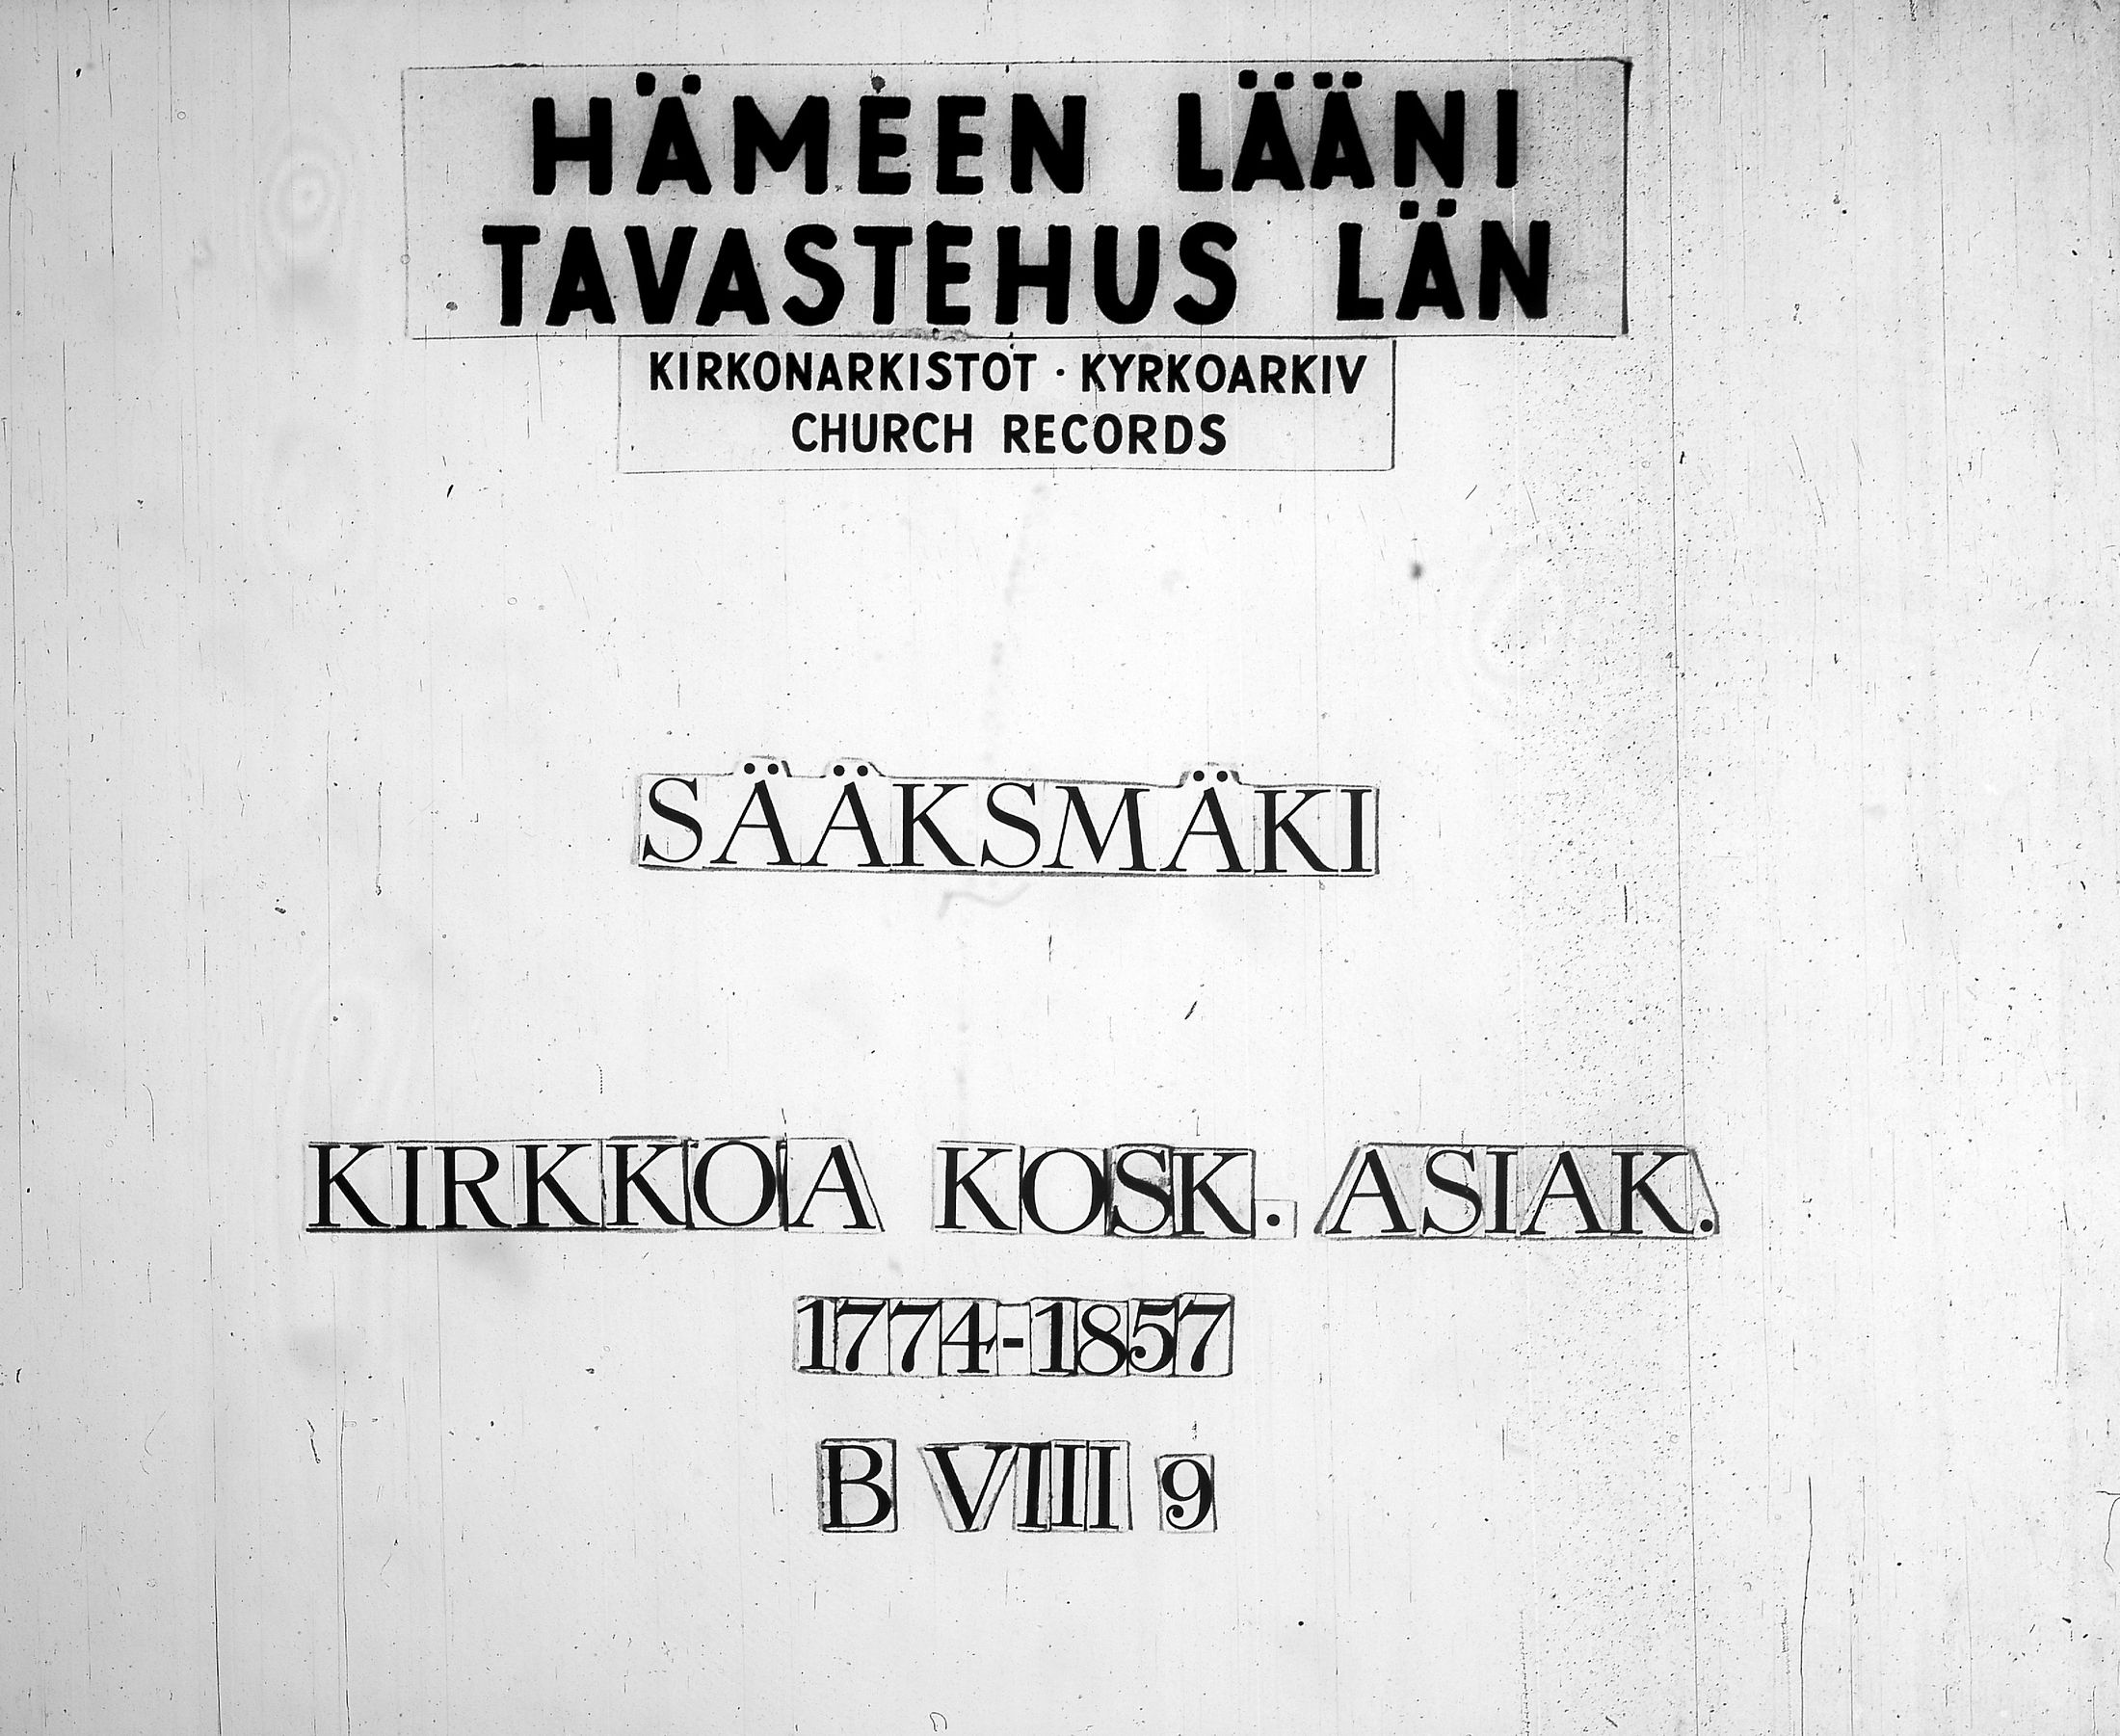 HÄMEEN LÄÄNI
TAVASTEHUS LÄN
KIRKONARKISTOT · KYRKOARKIV
CHURCH RECORDS
SÄÄKSMÄKI
KIRKKOA KOSK. ASIAK.
1774-1857
B VIII 9